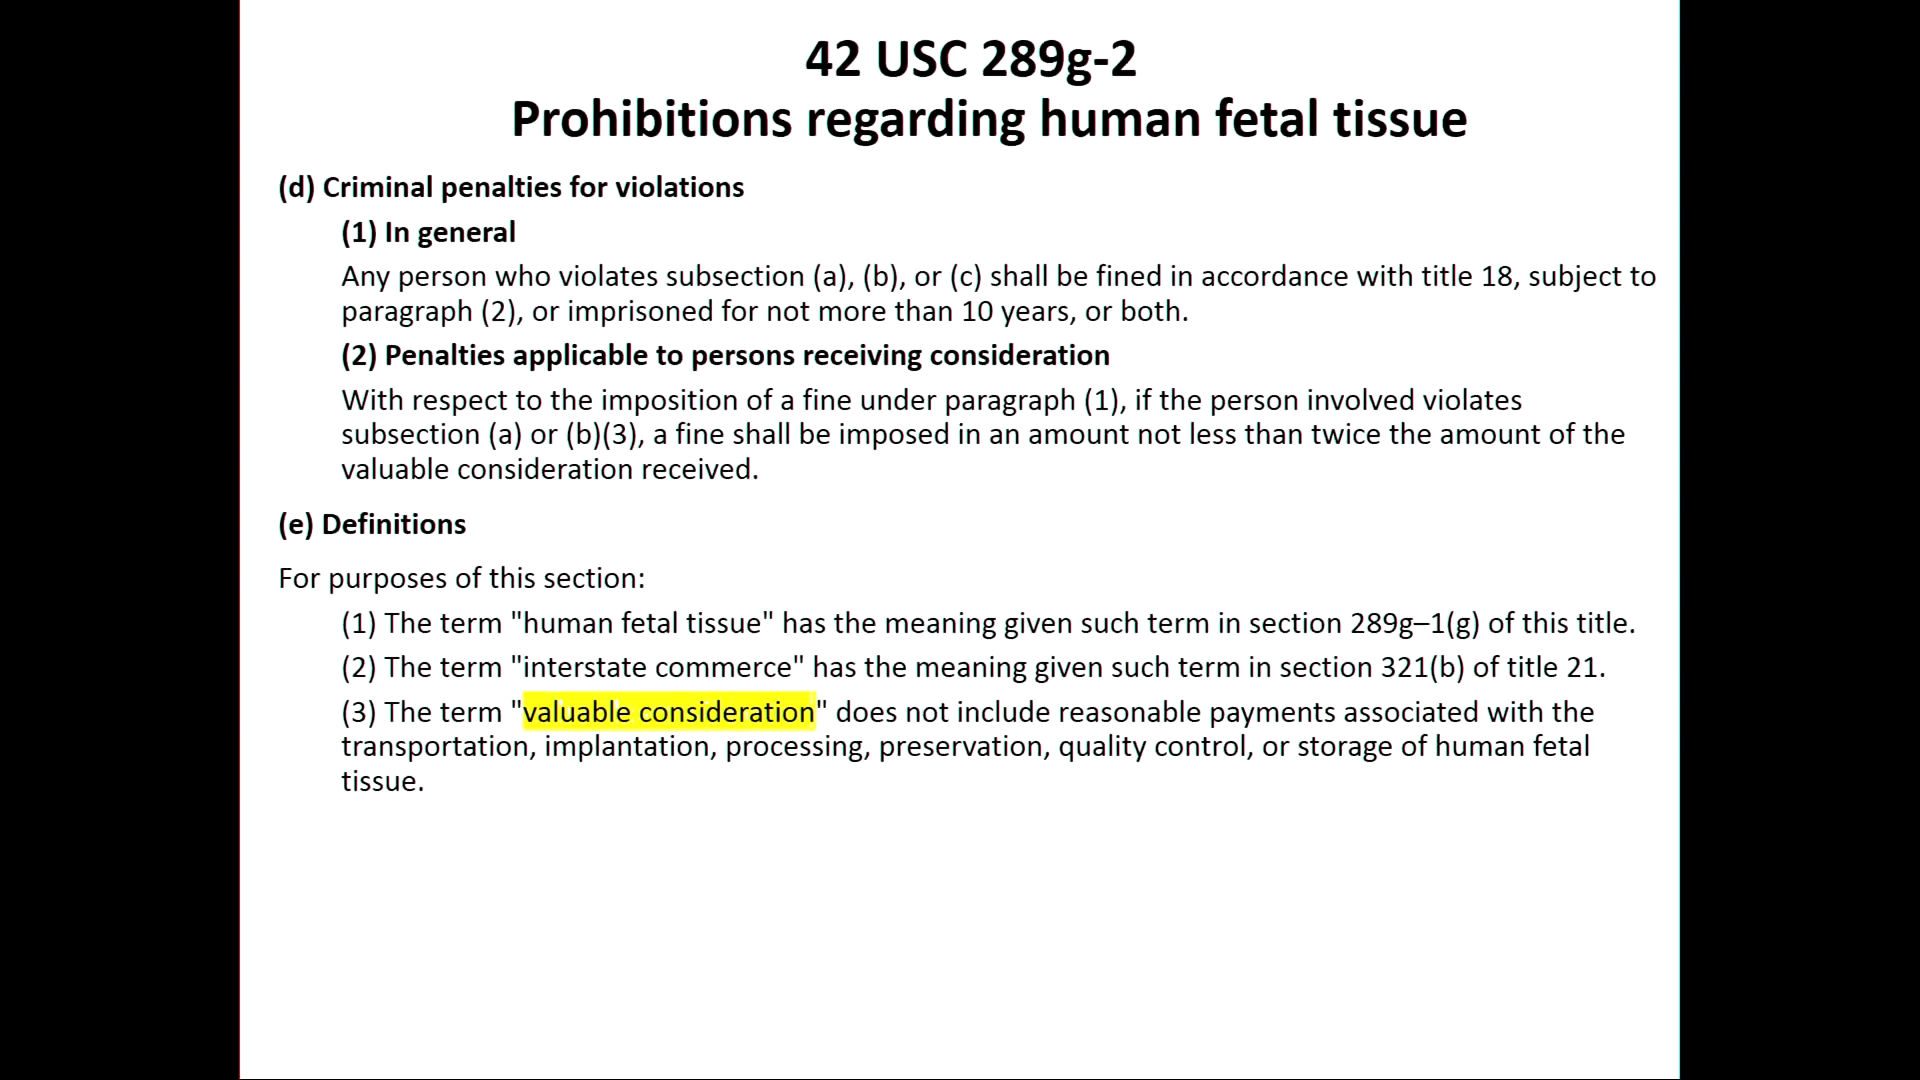 42 USC 289g-2
Prohibitions regarding human fetal tissue
(d) Criminal penalties for violations
(1) In general
Any person who violates subsection (a), (b), or (c) shall be fined in accordance with title 18, subject to
paragraph (2), or imprisoned for not more than 10 years, or both.
(2) Penalties applicable to persons receiving consideration
With respect to the imposition of a fine under paragraph (1), if the person involved violates
subsection (a) or (b)(3), a fine shall be imposed in an amount not less than twice the amount of the
valuable consideration received.
(e) Definitions
For purposes of this section:
(1) The term "human fetal tissue" has the meaning given such term in section 289g–1(g) of this title.
(2) The term "interstate commerce" has the meaning given such term in section 321(b) of title 21.
(3) The term "valuable consideration" does not include reasonable payments associated with the
transportation, implantation, processing, preservation, quality control, or storage of human fetal
tissue.